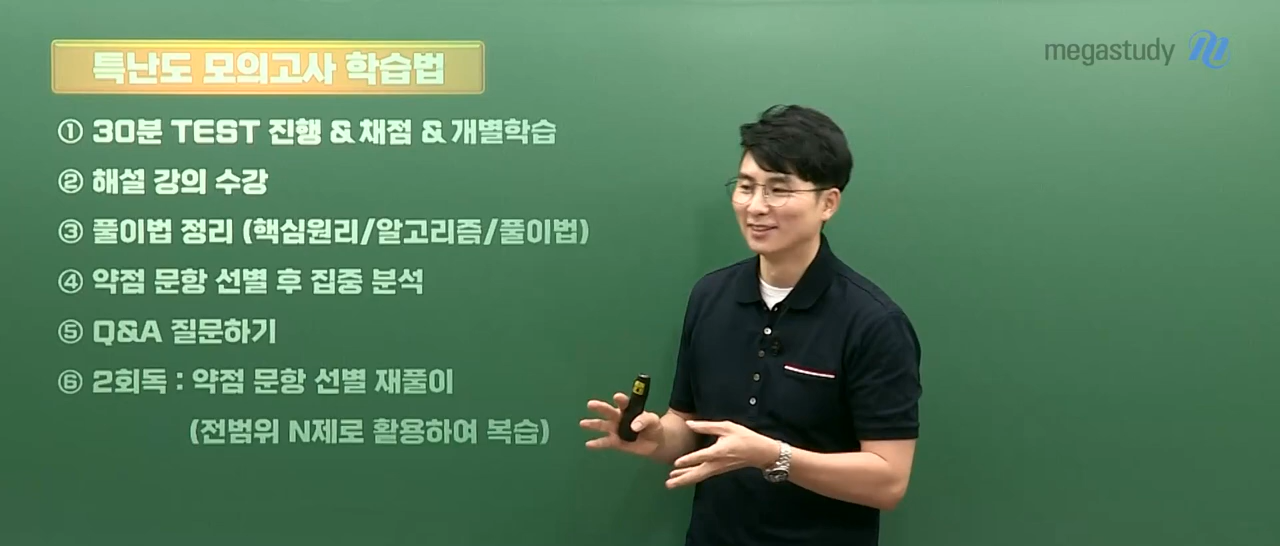 특난도 모의고사 학습법
megastudy
① 30분 TEST 진행 & 채점 & 개별학습
② 해설 강의 수강
③ 풀이법 정리 (핵심원리/알고리즘/풀이법)
④ 약점 문항 선별 후 집중 분석
⑤ Q&A 질문하기
⑥ 2회독 : 약점 문항 선별 재풀이
(전범위 N제로 활용하여 복습)